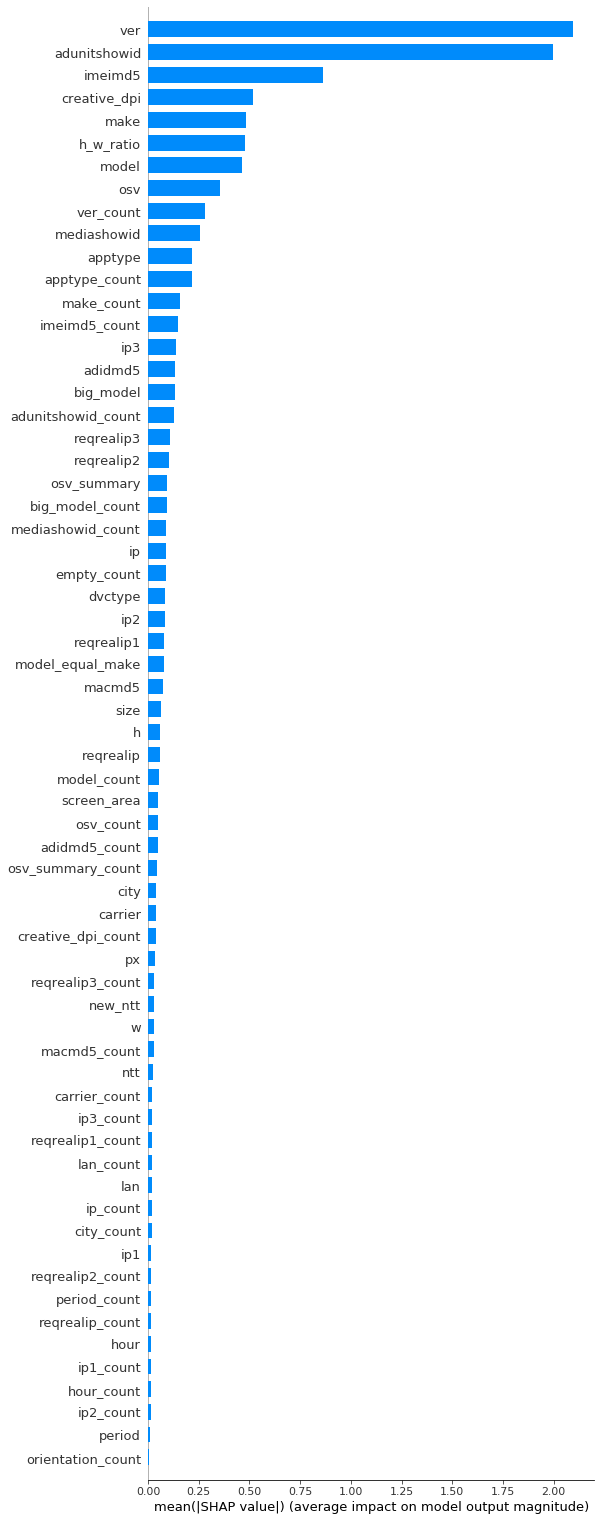 ver
adunitshowid
imeimd5
creative_dpi
make
h_w_ratio
model
osv
ver_count
mediashowid
apptype
apptype_count
make_count
imeimd5_count
ip3
adidmd5
big_model
adunitshowid_count
reqrealip3
reqrealip2
osv_summary
big_model_count
mediashowid_count
ip
empty_count
dvctype
ip2
reqrealip1
model_equal_make
macmd5
size
h
reqrealip
model_count
screen_area
osv_count
adidmd5_count
osv_summary_count
city
carrier
creative_dpi_count
px
reqrealip3_count
new_ntt
w
macmd5_count
ntt
carrier_count
ip3_count
reqrealip1_count
lan_count
lan
ip_count
city_count
ip1
reqrealip2_count
period_count
reqrealip_count
hour
ip1_count
hour_count
ip2_count
period
orientation_count
0.00 0.25 0.50 0.75 1.00 1.25 1.50 1.75 2.00
mean(|SHAP value|) (average impact on model output magnitude)